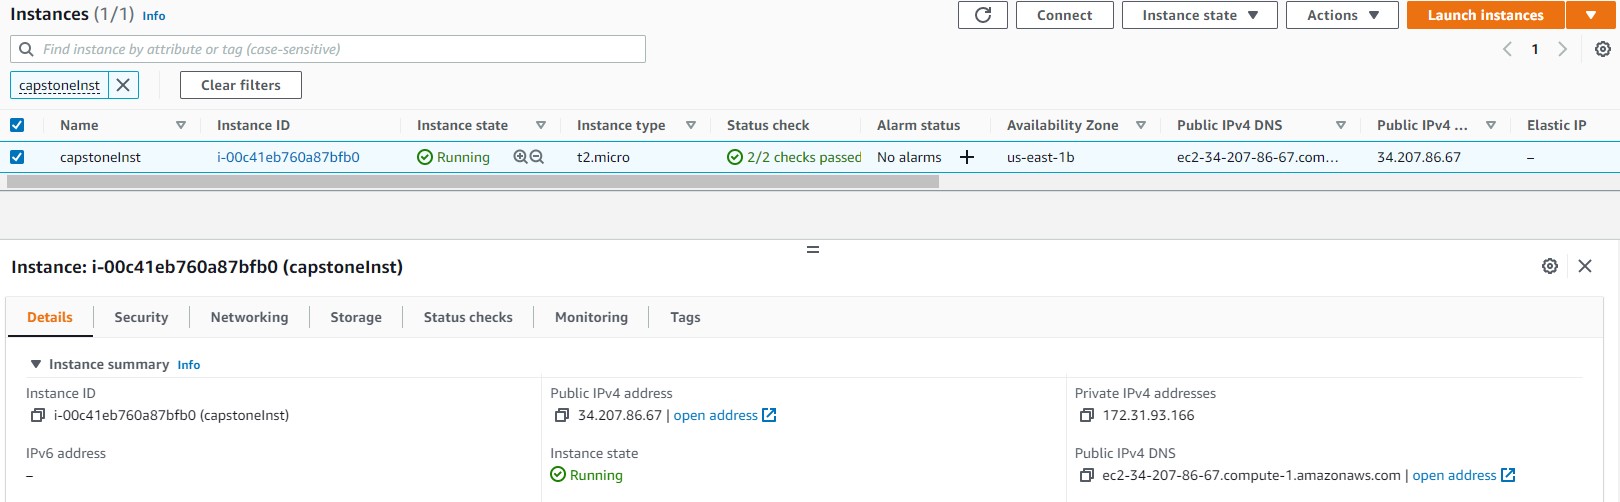 Instances (1/1) Info
Connect
Instance state
Actions
Launch instances
Find instance by attribute or tag (case-sensitive)
1
capstoneInst
Clear filters
Name Instance ID Instance state Instance type Status check Alarm status Availability Zone Public IPv4 DNS Public IPv4 ... Elastic IP
capstoneInst i-00c41eb760a87bfb0 Running t2.micro 2/2 checks passed No alarms + us-east-1b ec2-34-207-86-67.com... 34.207.86.67 –
Instance: i-00c41eb760a87bfb0 (capstoneInst)
Details Security Networking Storage Status checks Monitoring Tags
Instance summary Info
Instance ID Public IPv4 address Private IPv4 addresses
i-00c41eb760a87bfb0 (capstoneInst) 34.207.86.67 | open address 172.31.93.166
IPv6 address Instance state Public IPv4 DNS
– Running ec2-34-207-86-67.compute-1.amazonaws.com | open address